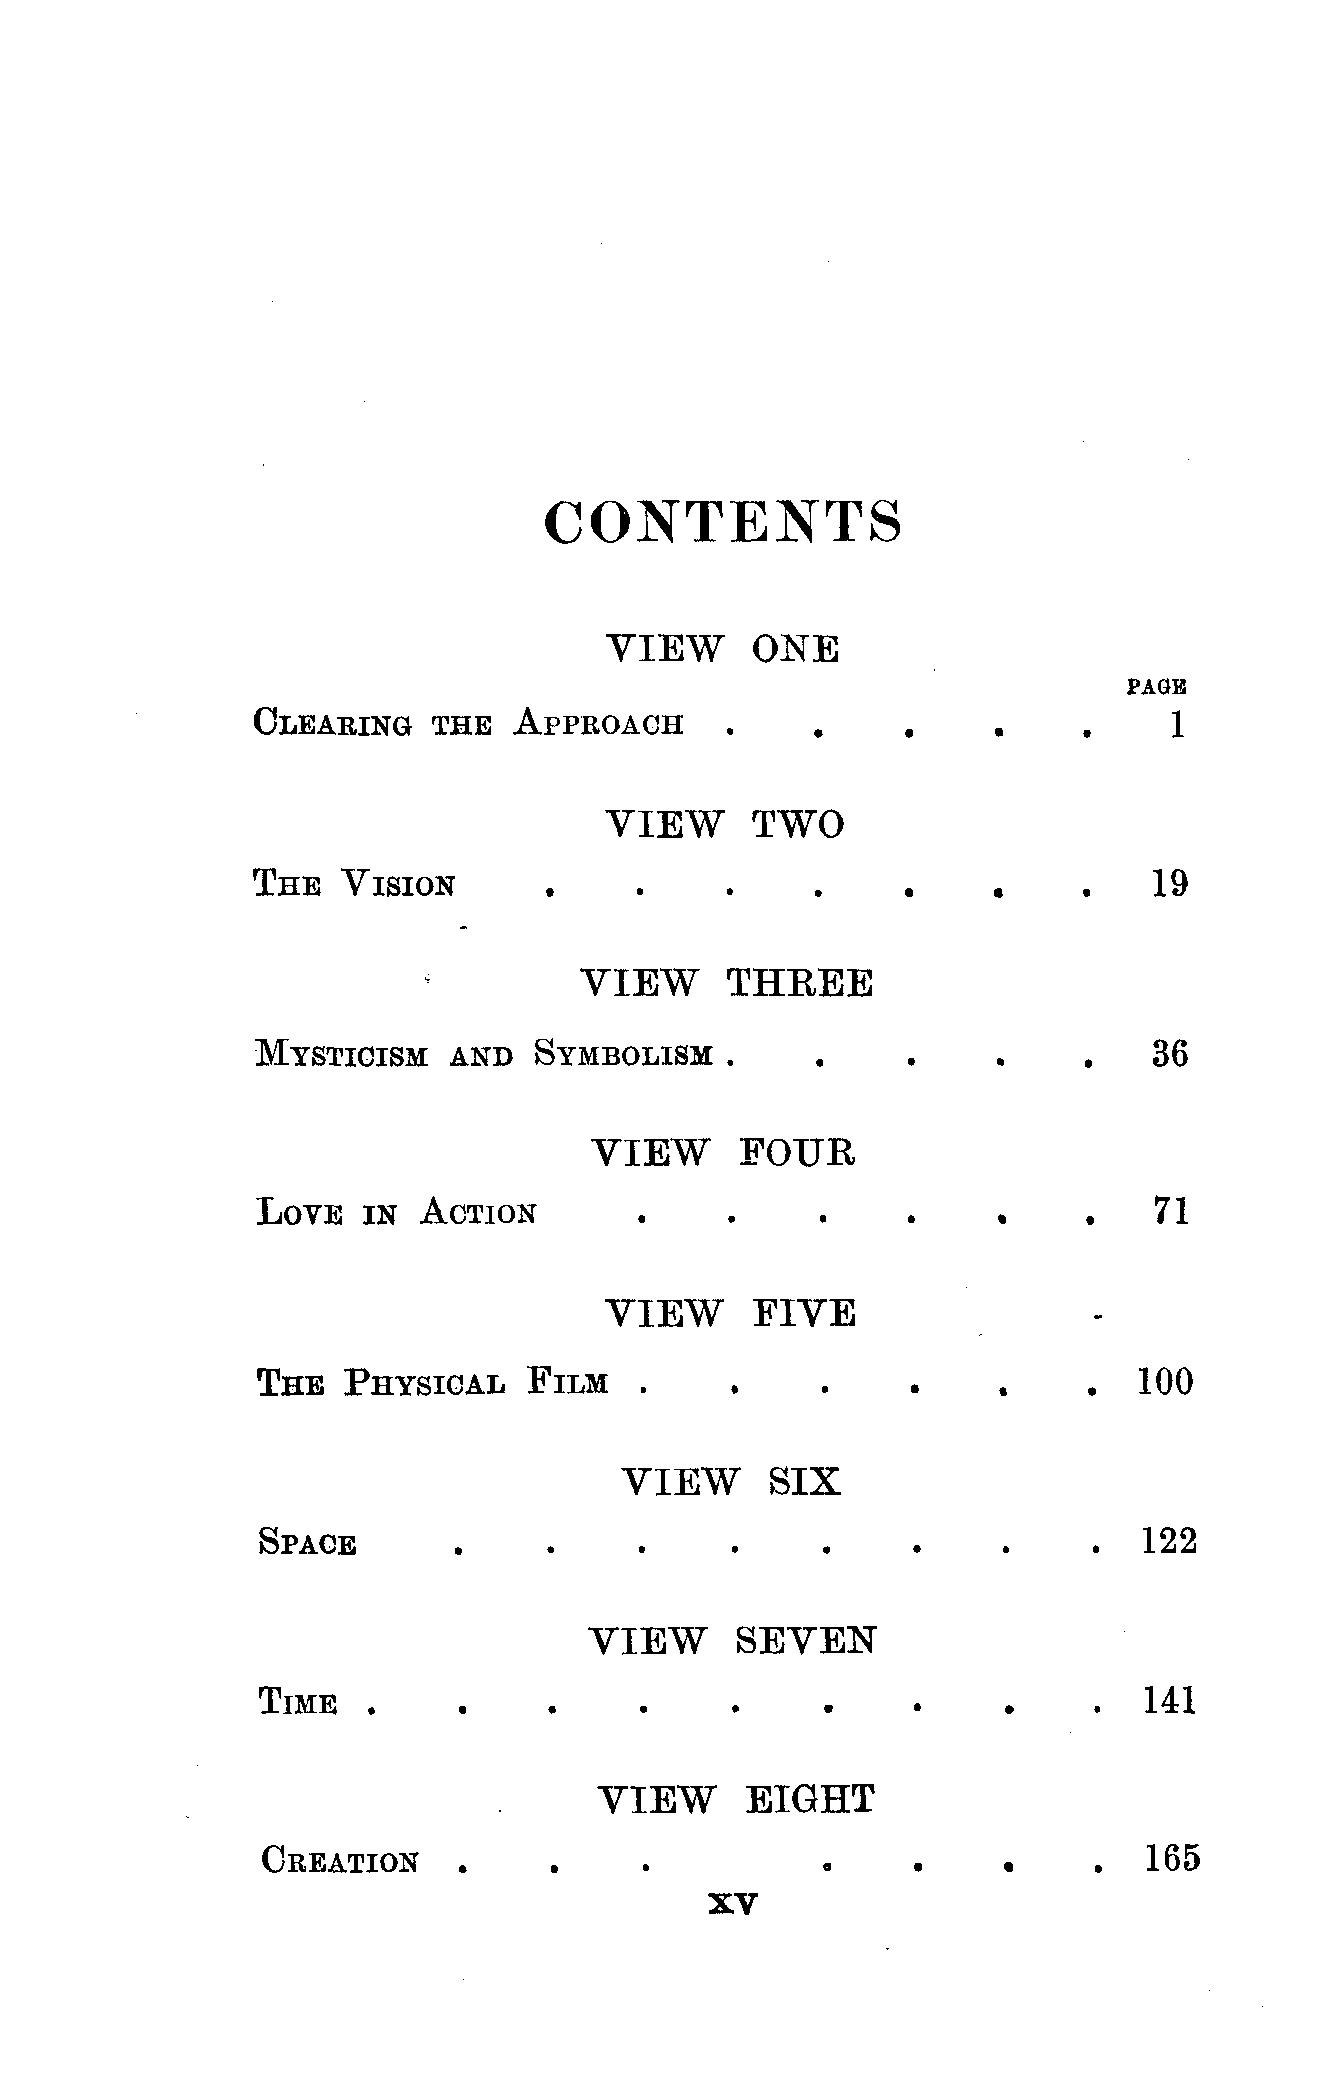 CONTENTS
VIEW ONE
PAGE
CLEARING THE APPROACH . . . . . 1
VIEW TWO
THE VISION . . . . . . . 19
VIEW THREE
MYSTICISM AND SYMBOLISM . . . . . 36
VIEW FOUR
LOVE IN ACTION . . . . . . 71
VIEW FIVE
THE PHYSICAL FILM . . . . . . 100
VIEW SIX
SPACE . . . . . . . . 122
VIEW SEVEN
TIME . . . . . . . . . 141
VIEW EIGHT
CREATION . . . . . . . 165
xv